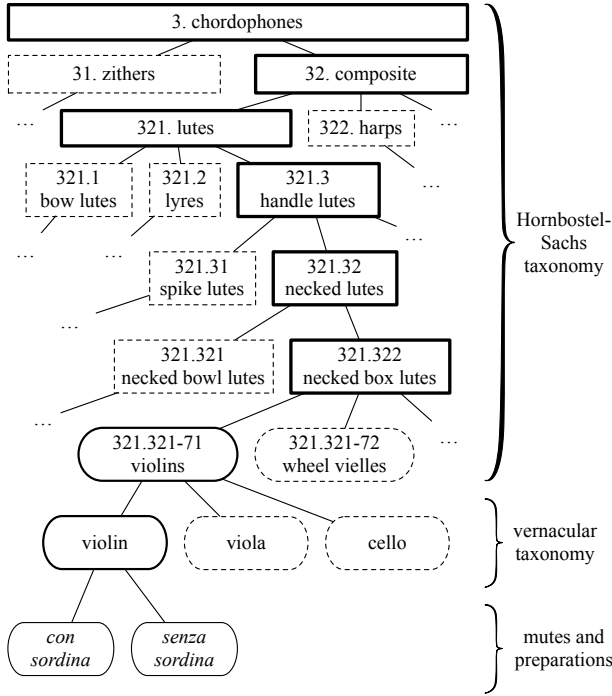 3. chordophones
31. zithers
32. composite
...
321. lutes
322. harps
...
321.1
bow lutes
321.2
lyres
321.3
handle lutes
...
...
...
...
321.31
spike lutes
321.32
necked lutes
...
321.321
necked bowl lutes
321.322
necked box lutes
...
...
321.321-71
violins
321.321-72
wheel vielles
Hornbostel-
Sachs
taxonomy
violin
viola
cello
vernacular
taxonomy
con
sordina
senza
sordina
mutes and
preparations